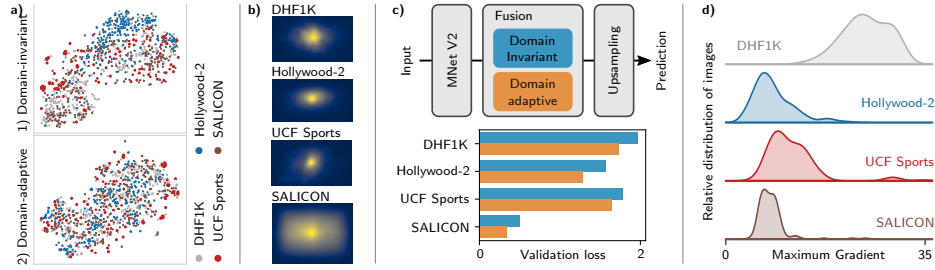 a)
1) Domain-invariant
2) Domain-adaptive
Hollywood-2
SALICON
DHF1K
UCF Sports
b)
DHF1K
Hollywood-2
UCF Sports
SALICON
c)
Input
MNet V2
Fusion
Domain
Invariant
Domain
adaptive
Upsampling
Prediction
DHF1K
Hollywood-2
UCF Sports
SALICON
0
Validation loss
2
d)
Relative distribution of images
DHF1K
Hollywood-2
UCF Sports
SALICON
0
Maximum Gradient
35